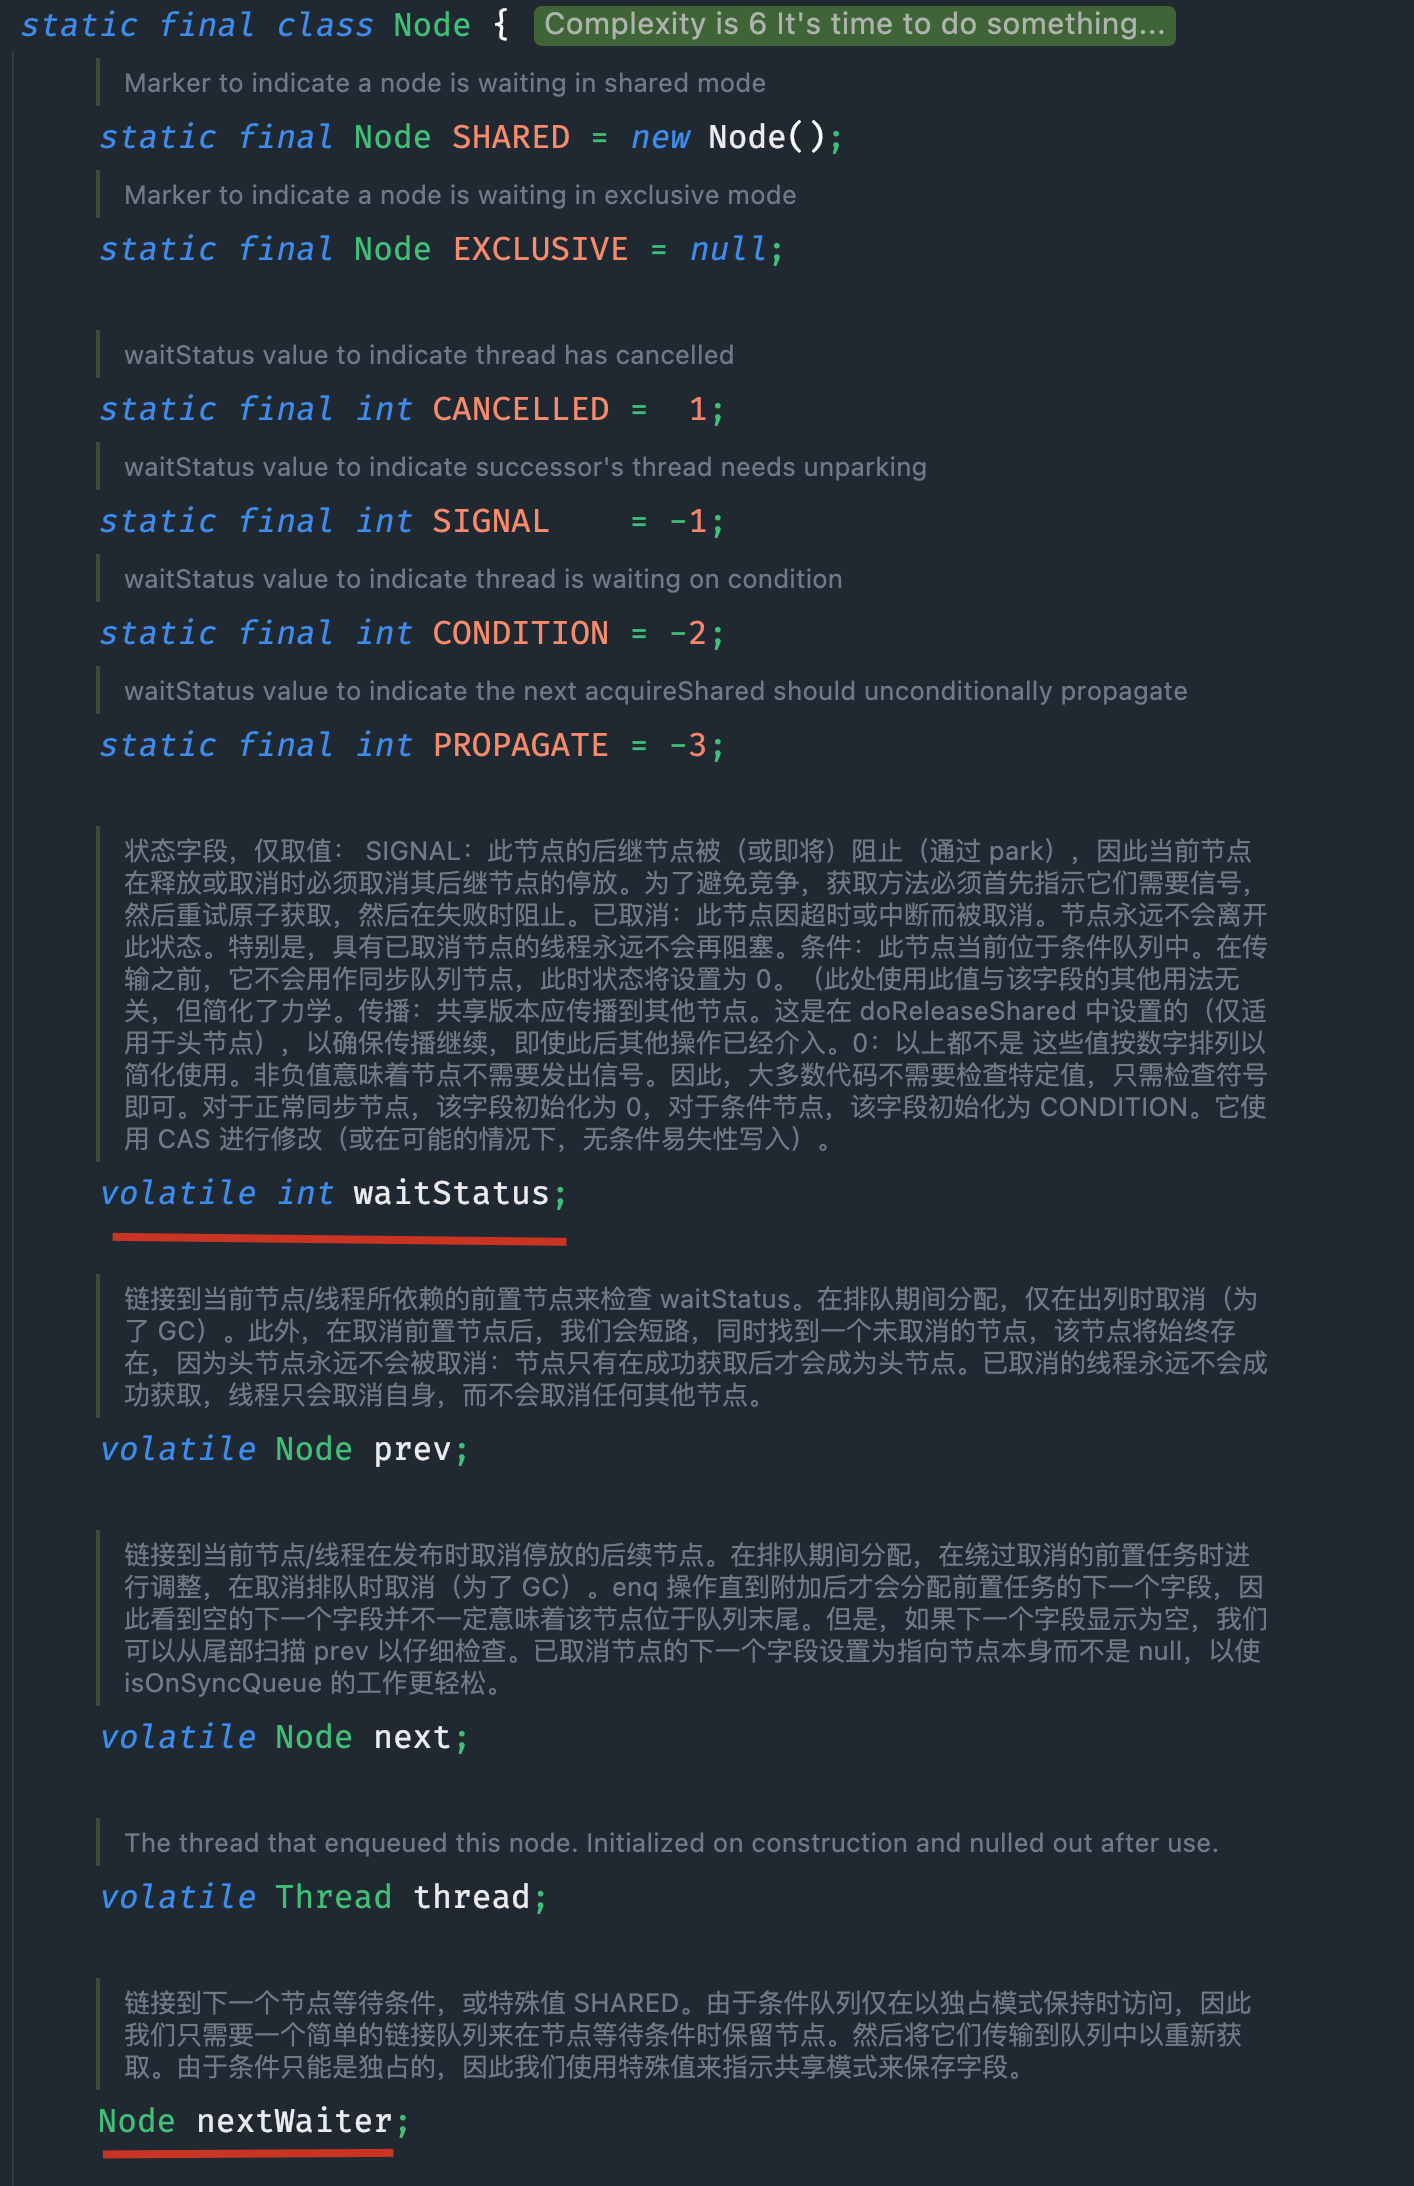 static final class Node { Complexity is 6 It's time to do something...
Marker to indicate a node is waiting in shared mode
static final Node SHARED = new Node();
Marker to indicate a node is waiting in exclusive mode
static final Node EXCLUSIVE = null;
waitStatus value to indicate thread has cancelled
static final int CANCELLED =  1;
waitStatus value to indicate successor's thread needs unparking
static final int SIGNAL    = -1;
waitStatus value to indicate thread is waiting on condition
static final int CONDITION = -2;
waitStatus value to indicate the next acquireShared should unconditionally propagate
static final int PROPAGATE = -3;
状态字段，仅取值： SIGNAL：此节点的后继节点被（或即将）阻止（通过 park），因此当前节点
在释放或取消时必须取消其后继节点的停放。为了避免竞争，获取方法必须首先指示它们需要信号，
然后重试原子获取，然后在失败时阻止。已取消：此节点因超时或中断而被取消。节点永远不会离开
此状态。特别是，具有已取消节点的线程永远不会再阻塞。条件：此节点当前位于条件队列中。在传
输之前，它不会用作同步队列节点，此时状态将设置为 0。（此处使用此值与该字段的其他用法无
关，但简化了力学。传播：共享版本应传播到其他节点。这是在 doReleaseShared 中设置的（仅适
用于头节点），以确保传播继续，即使此后其他操作已经介入。0：以上都不是 这些值按数字排列以
简化使用。非负值意味着节点不需要发出信号。因此，大多数代码不需要检查特定值，只需检查符号
即可。对于正常同步节点，该字段初始化为 0，对于条件节点，该字段初始化为 CONDITION。它使
用 CAS 进行修改（或在可能的情况下，无条件易失性写入）。
volatile int waitStatus;
链接到当前节点/线程所依赖的前置节点来检查 waitStatus。在排队期间分配，仅在出列时取消（为
了 GC）。此外，在取消前置节点后，我们会短路，同时找到一个未取消的节点，该节点将始终存
在，因为头节点永远不会被取消：节点只有在成功获取后才会成为头节点。已取消的线程永远不会成
功获取，线程只会取消自身，而不会取消任何其他节点。
volatile Node prev;
链接到当前节点/线程在发布时取消停放的后续节点。在排队期间分配，在绕过取消的前置任务时进
行调整，在取消排队时取消（为了 GC）。enq 操作直到附加后才会分配前置任务的下一个字段，因
此看到空的下一个字段并不一定意味着该节点位于队列末尾。但是，如果下一个字段显示为空，我们
可以从尾部扫描 prev 以仔细检查。已取消节点的下一个字段设置为指向节点本身而不是 null，以使
isOnSyncQueue 的工作更轻松。
volatile Node next;
The thread that enqueued this node. Initialized on construction and nulled out after use.
volatile Thread thread;
链接到下一个节点等待条件，或特殊值 SHARED。由于条件队列仅在以独占模式保持时访问，因此
我们只需要一个简单的链接队列来在节点等待条件时保留节点。然后将它们传输到队列中以重新获
取。由于条件只能是独占的，因此我们使用特殊值来指示共享模式来保存字段。
Node nextWaiter;